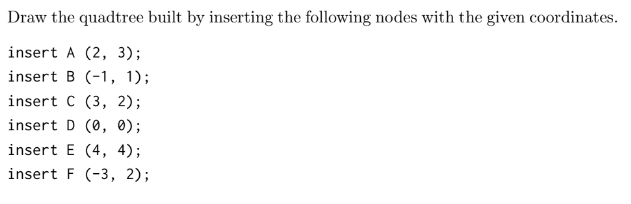 Draw the quadtree built by inserting the following nodes with the given coordinates.
insert A (2, 3);
insert B (-1, 1);
insert C (3, 2);
insert D (0, 0);
insert E (4, 4);
insert F (-3, 2);